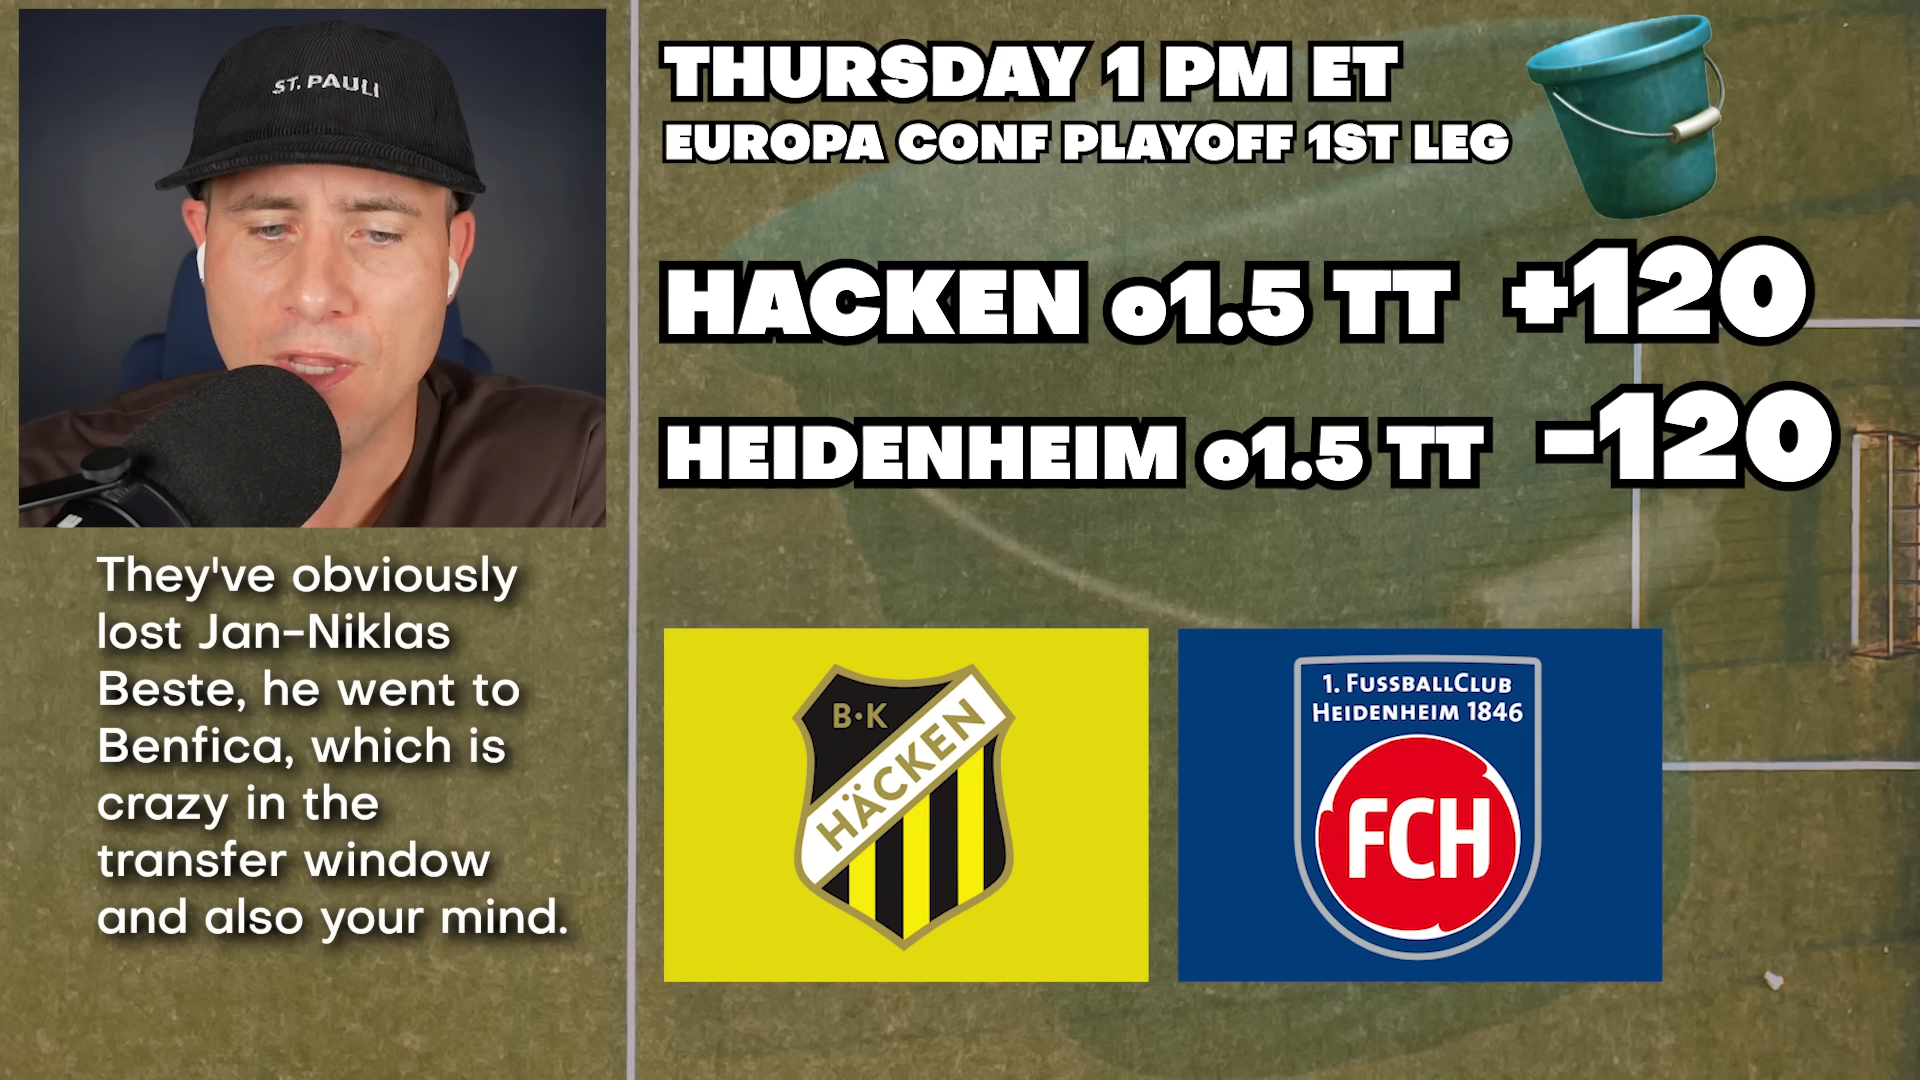 ST. PAULI
THURSDAY 1 PM ET
EUROPA CONF PLAYOFF 1ST LEG
HACKEN o1.5 TT +120
HEIDENHEIM o1.5 TT -120
They've obviously
lost Jan-Niklas
Beste, he went to
Benfica, which is
crazy in the
transfer window
and also your mind.
B·K
HÄCKEN
1. FUSSBALLCLUB
HEIDENHEIM 1846
FCH